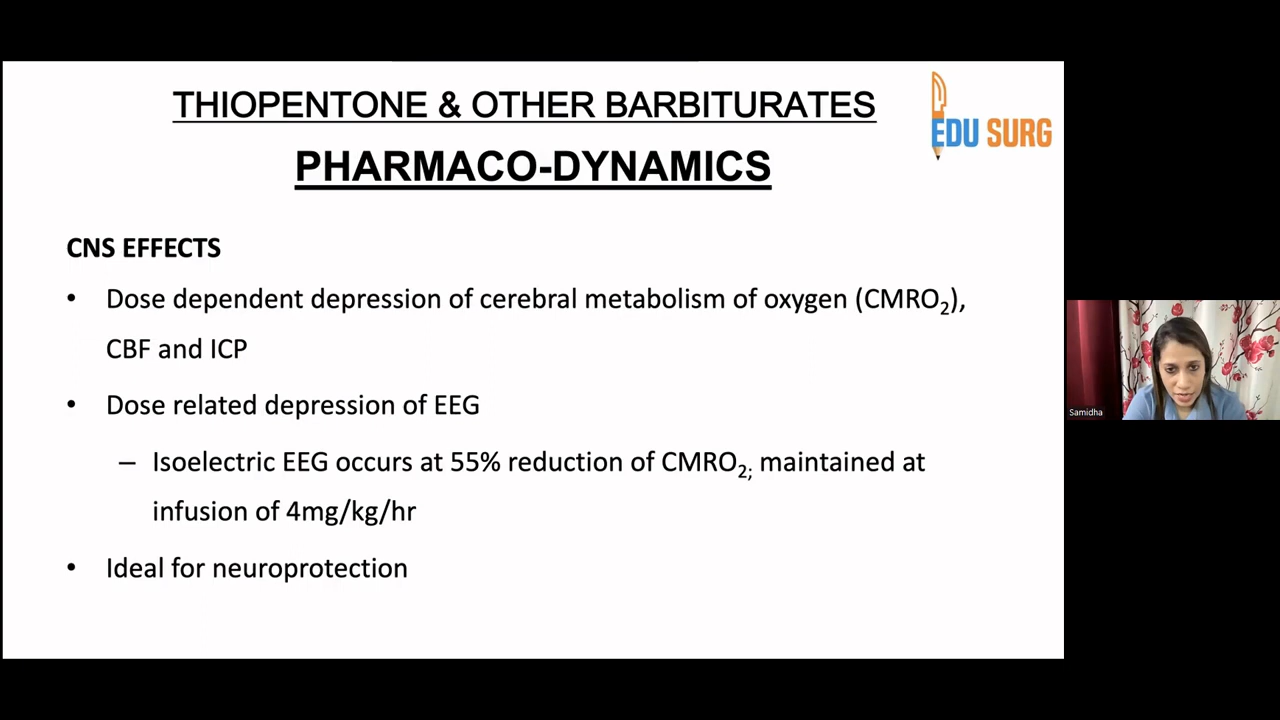 THIOPENTONE & OTHER BARBITURATES
PHARMACO-DYNAMICS
EDU SURG
CNS EFFECTS
• Dose dependent depression of cerebral metabolism of oxygen (CMRO₂),
CBF and ICP
• Dose related depression of EEG
– Isoelectric EEG occurs at 55% reduction of CMRO₂; maintained at
infusion of 4mg/kg/hr
• Ideal for neuroprotection
Samidha